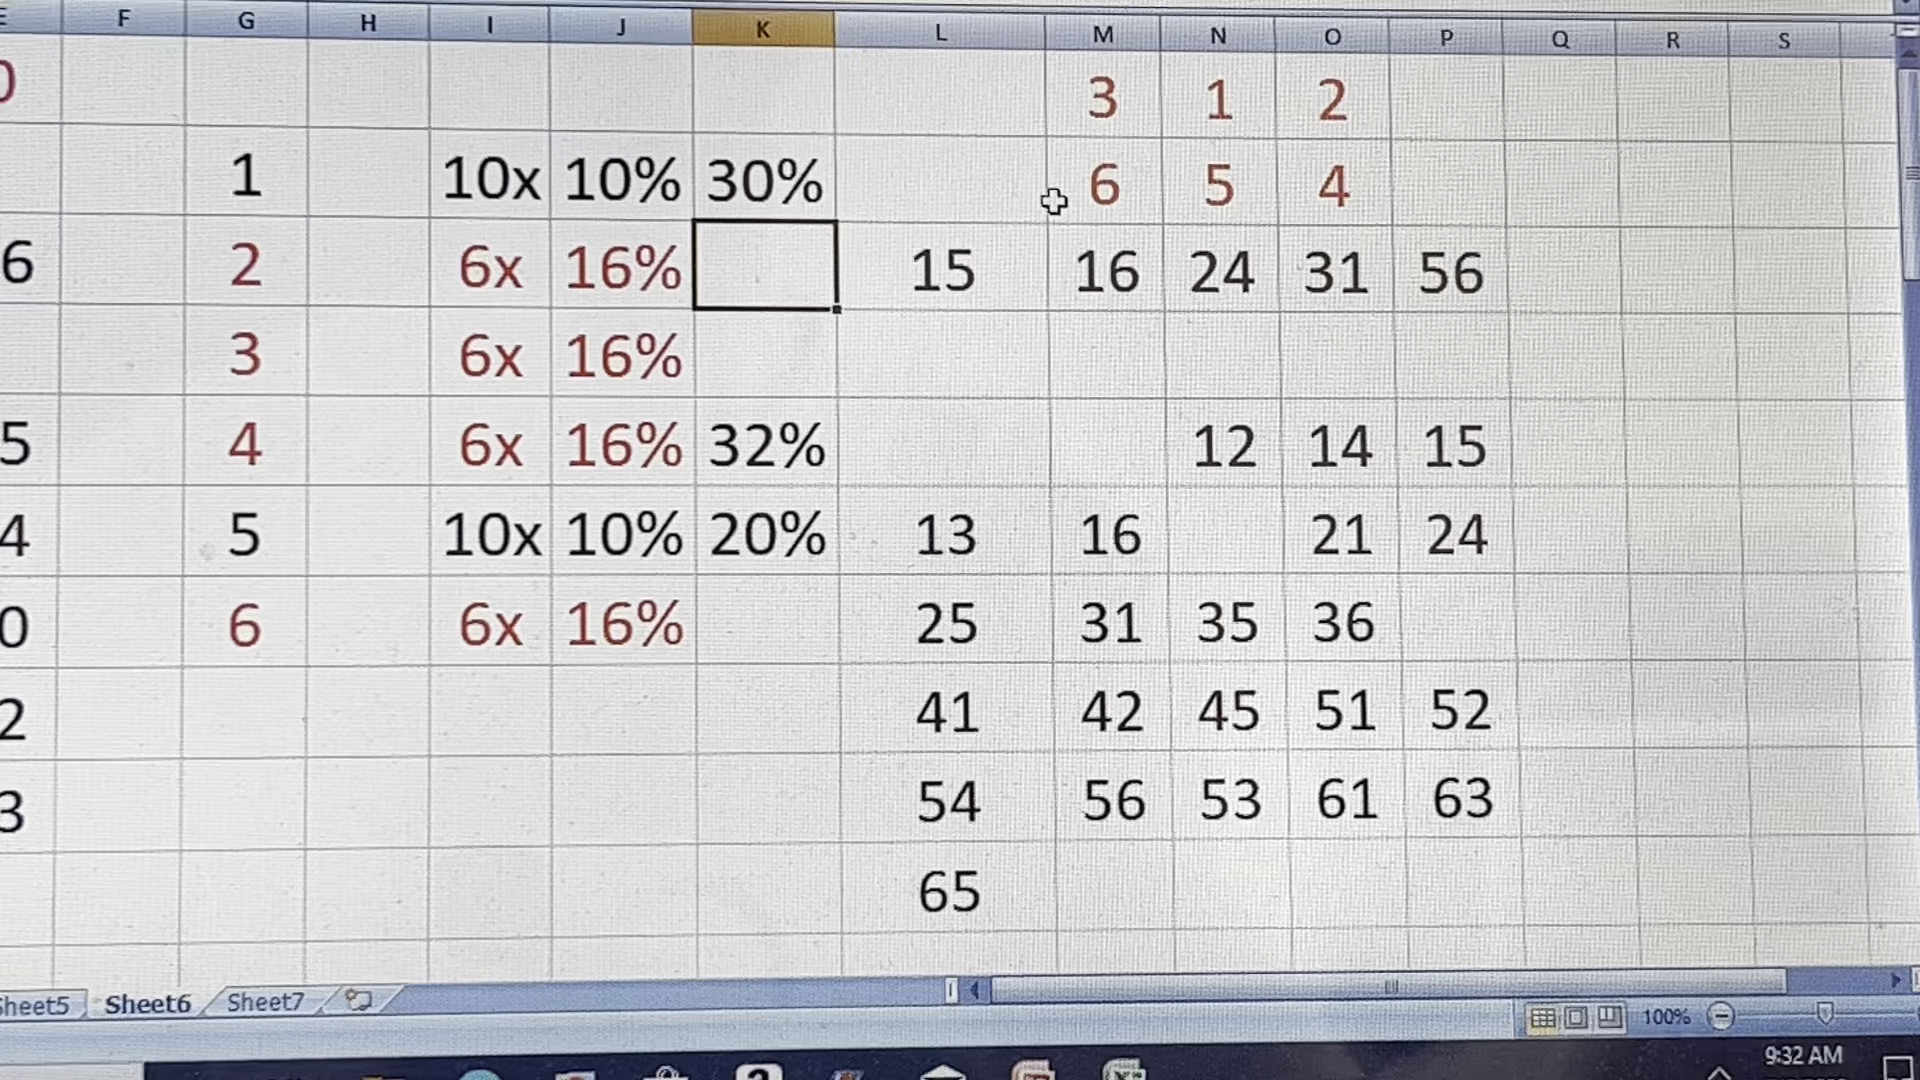 F G H I J K L M N O P Q R S
3 1 2
1 10x 10% 30% 6 5 4
6 2 6x 16% 15 16 24 31 56
3 6x 16%
5 4 6x 16% 32% 12 14 15
4 5 10x 10% 20% 13 16 21 24
0 6 6x 16% 25 31 35 36
2 41 42 45 51 52
3 54 56 53 61 63
65
Sheet5 Sheet6 Sheet7
100%
9:32 AM